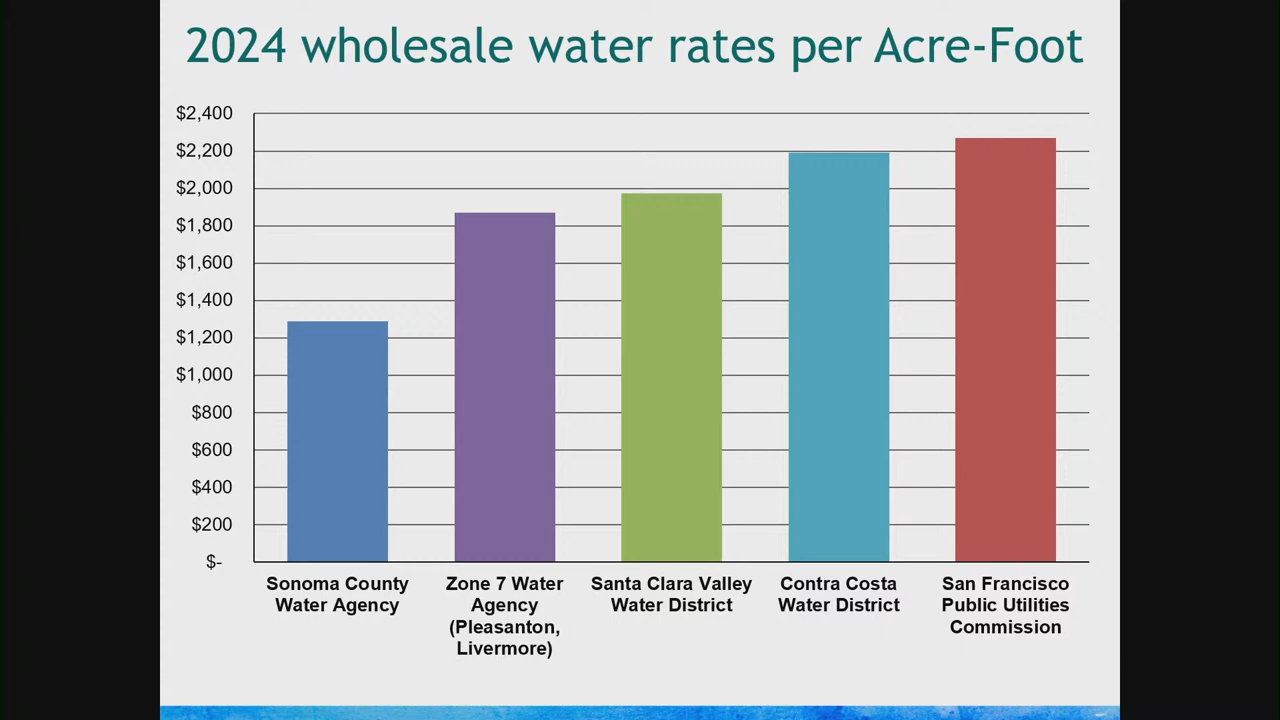 2024 wholesale water rates per Acre-Foot
$2,400
$2,200
$2,000
$1,800
$1,600
$1,400
$1,200
$1,000
$800
$600
$400
$200
$-
Sonoma County
Water Agency
Zone 7 Water
Agency
(Pleasanton,
Livermore)
Santa Clara Valley
Water District
Contra Costa
Water District
San Francisco
Public Utilities
Commission